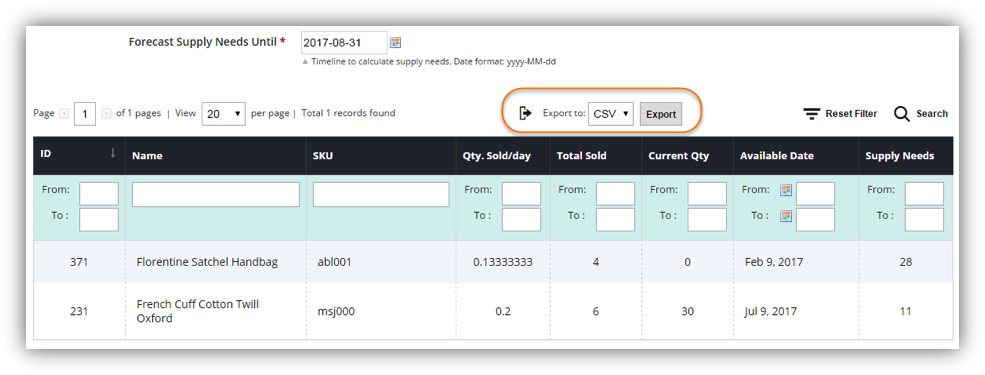 Forecast Supply Needs Until * 2017-08-31
Timeline to calculate supply needs. Date format: yyyy-MM-dd
Page 1 of 1 pages | View 20 per page | Total 1 records found Export to: CSV Export Reset Filter Search
ID Name SKU Qty. Sold/day Total Sold Current Qty Available Date Supply Needs
From: From: From: From: From: From:
To : To : To : To : To : To :
371 Florentine Satchel Handbag abl001 0.13333333 4 0 Feb 9, 2017 28
French Cuff Cotton Twill
231 Oxford msj000 0.2 6 30 Jul 9, 2017 11